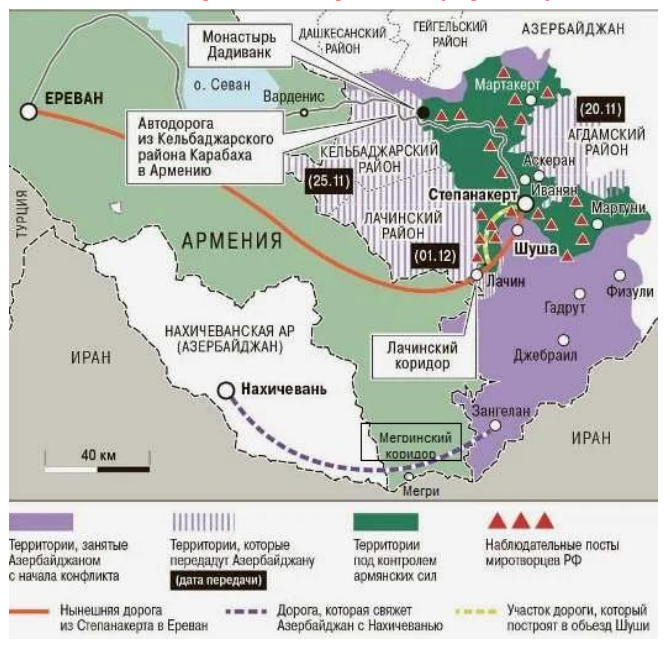 ДАШКЕСАНСКИЙ
РАЙОН
ГЕЙГЕЛЬСКИЙ
РАЙОН
АЗЕРБАЙДЖАН
Монастырь
Дадиванк
о. Севан
Мартакерт
ЕРЕВАН
Варденис
(20.11)
Автодорога
из Кельбаджарского
района Карабаха
в Армению
АГДАМСКИЙ
РАЙОН
КЕЛЬБАДЖАРСКИЙ
РАЙОН
Аскеран
(25.11)
Степанакерт
Иванян
ТУРЦИЯ
ЛАЧИНСКИЙ
РАЙОН
Мартуни
АРМЕНИЯ
Шуша
(01.12)
Лачин
Физули
Гадрут
НАХИЧЕВАНСКАЯ АР
(АЗЕРБАЙДЖАН)
Лачинский
коридор
Джебраил
ИРАН
Нахичевань
Зангелан
ИРАН
40 км
Мегринский
коридор
Мегри
Территории, занятые
Азербайджаном
с начала конфликта
Территории, которые
передадут Азербайджану
(дата передачи)
Территории
под контролем
армянских сил
Наблюдательные посты
миротворцев РФ
Нынешняя дорога
из Степанакерта в Ереван
Дорога, которая свяжет
Азербайджан с Нахичеванью
Участок дороги, который
построят в объезд Шуши